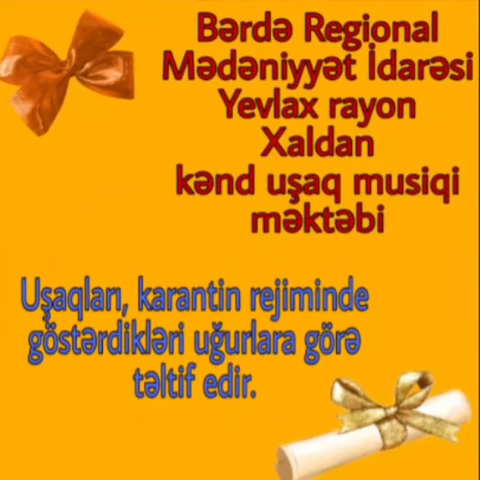 Bərdə Regional
Mədəniyyət İdarəsi
Yevlax rayon
Xaldan
kənd uşaq musiqi
məktəbi
Uşaqları, karantin rejiminde
göstərdikləri uğurlara görə
təltif edir.